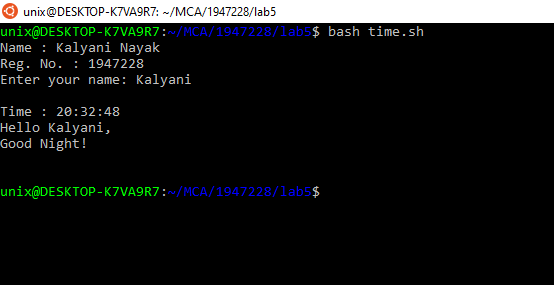 unix@DESKTOP-K7VA9R7: ~/MCA/1947228/lab5
unix@DESKTOP-K7VA9R7:~/MCA/1947228/lab5$ bash time.sh
Name : Kalyani Nayak
Reg. No. : 1947228
Enter your name: Kalyani
Time : 20:32:48
Hello Kalyani,
Good Night!
unix@DESKTOP-K7VA9R7:~/MCA/1947228/lab5$